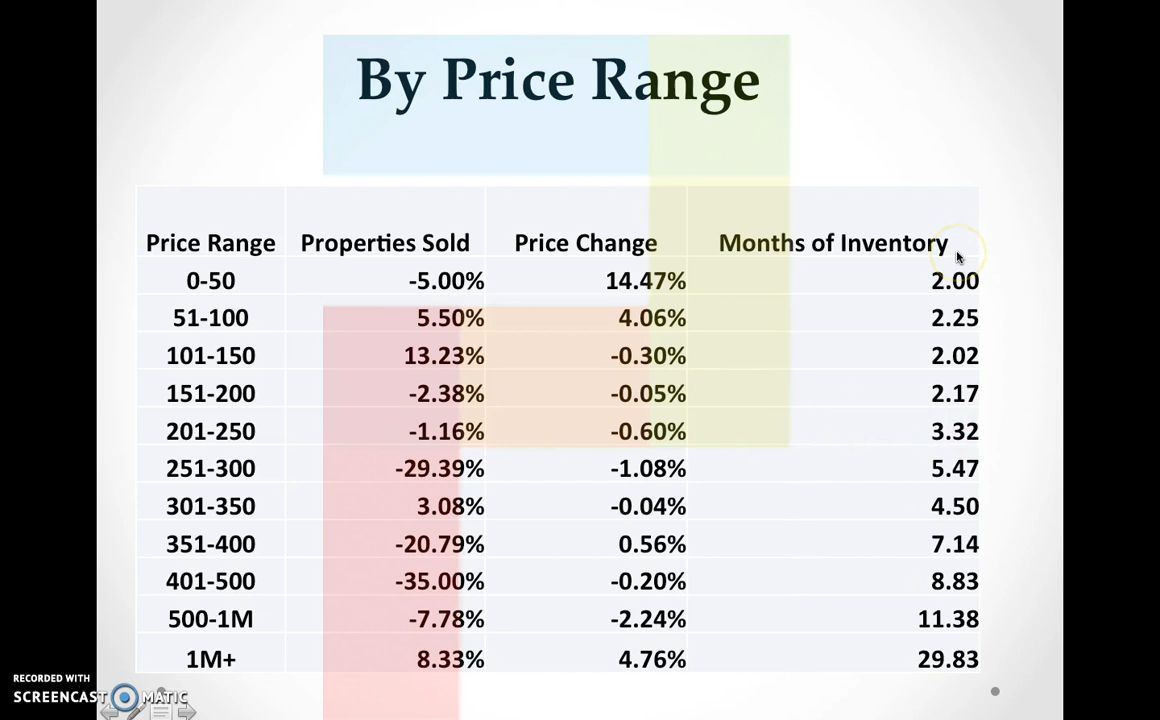 By Price Range
Price Range Properties Sold Price Change Months of Inventory
0-50 -5.00% 14.47% 2.00
51-100 5.50% 4.06% 2.25
101-150 13.23% -0.30% 2.02
151-200 -2.38% -0.05% 2.17
201-250 -1.16% -0.60% 3.32
251-300 -29.39% -1.08% 5.47
301-350 3.08% -0.04% 4.50
351-400 -20.79% 0.56% 7.14
401-500 -35.00% -0.20% 8.83
500-1M -7.78% -2.24% 11.38
1M+ 8.33% 4.76% 29.83
RECORDED WITH
SCREENCAST MATIC